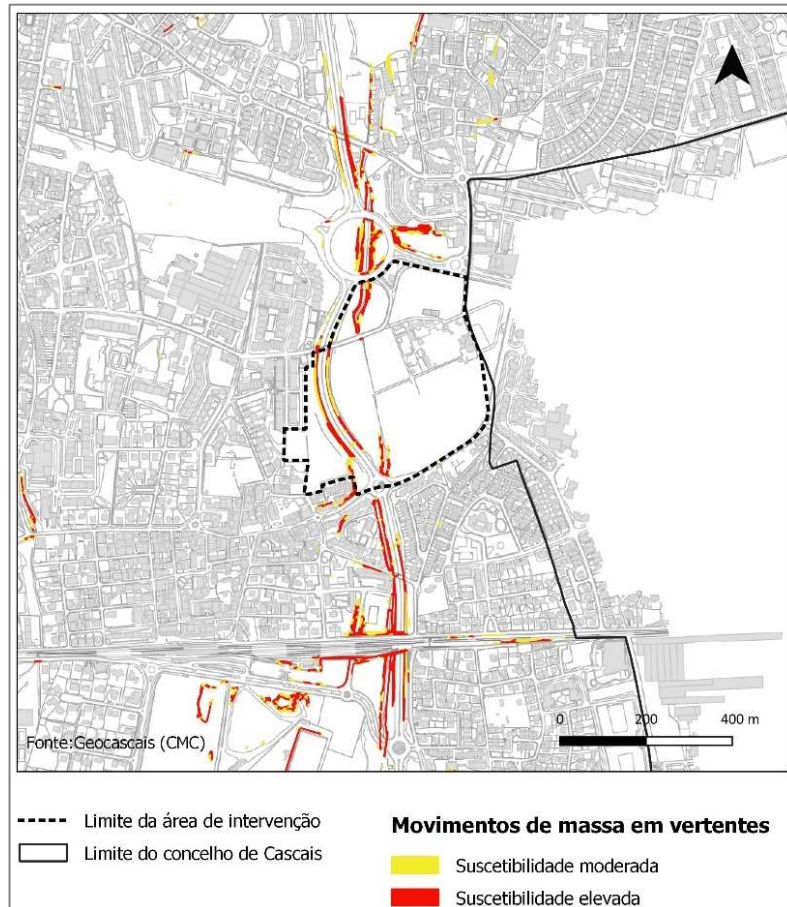 Fonte:Geocascais (CMC)
0 200 400 m
Limite da área de intervenção
Limite do concelho de Cascais
Movimentos de massa em vertentes
Suscetibilidade moderada
Suscetibilidade elevada